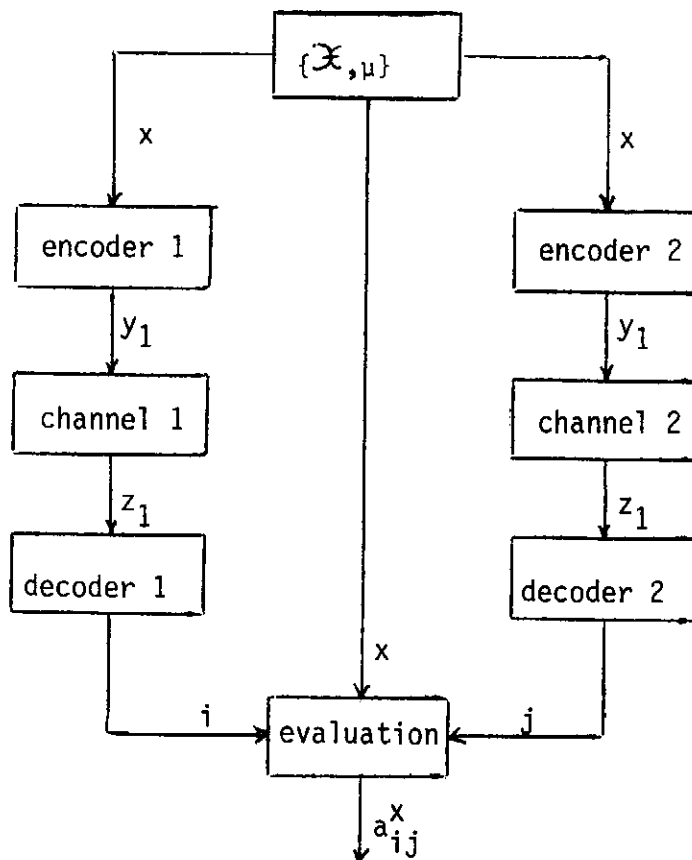 {𝔛,μ}
x
x
encoder 1
encoder 2
y₁
y₁
channel 1
channel 2
z₁
z₁
decoder 1
decoder 2
x
i
evaluation
j
aˣᵢⱼ